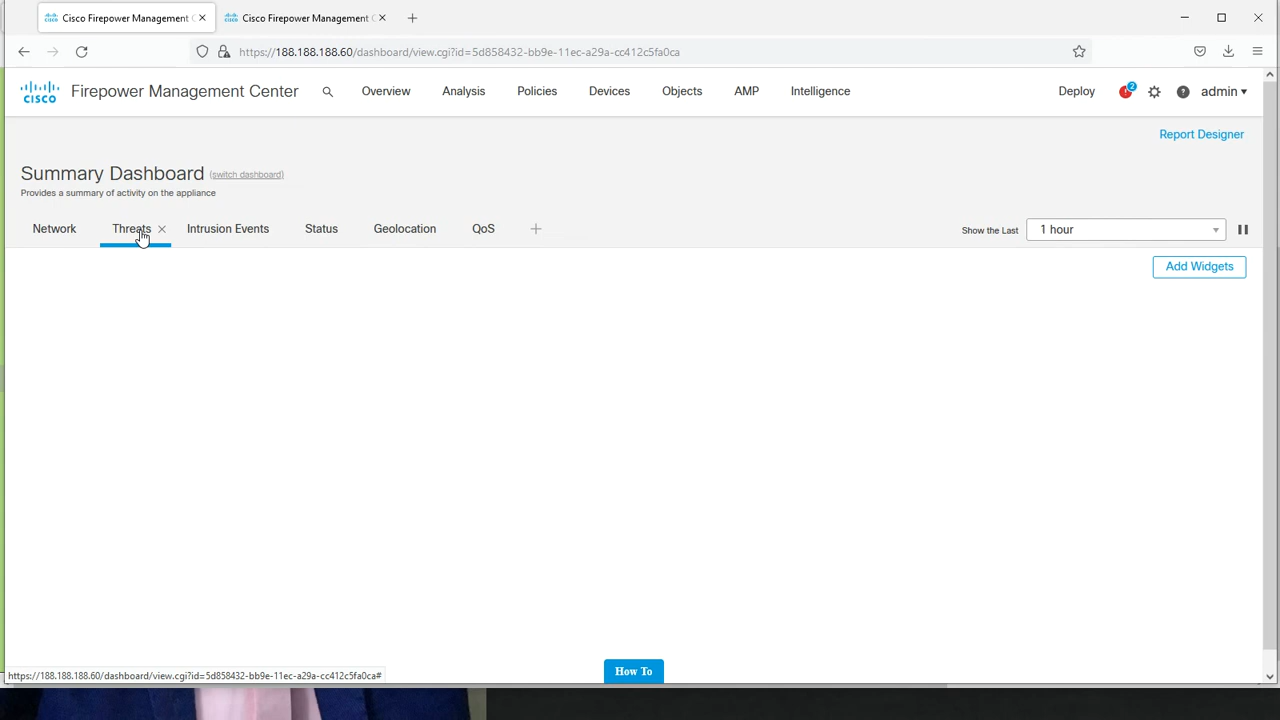 Cisco Firepower Management C
Cisco Firepower Management C
https://188.188.188.60/dashboard/view.cgi?id=5d858432-bb9e-11ec-a29a-cc412c5fa0ca
CISCO
Firepower Management Center
Overview
Analysis
Policies
Devices
Objects
AMP
Intelligence
Deploy
2
admin
Report Designer
Summary Dashboard (switch dashboard)
Provides a summary of activity on the appliance
Network
Threats
Intrusion Events
Status
Geolocation
QoS
Show the Last
1 hour
Add Widgets
How To
https://188.188.188.60/dashboard/view.cgi?id=5d858432-bb9e-11ec-a29a-cc412c5fa0ca#